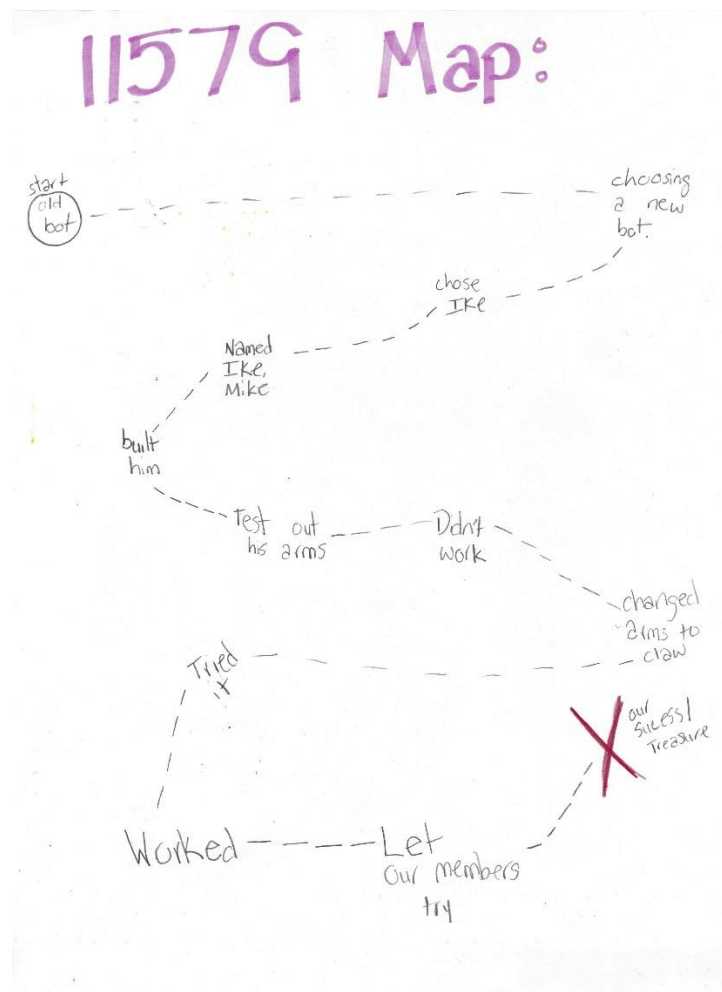 11579 Map:
start
old
bot
choosing
a new
bot.
chose
Ike
Named
Ike,
Mike
built
him
Test out
his arms
Didn't
work
changed
arms to
claw
Tried
it
Worked
Let
our members
try
our
Sucess/
Treasure